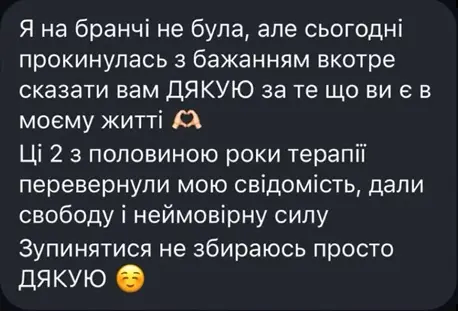 Я на бранчі не була, але сьогодні
прокинулась з бажанням вкотре
сказати вам ДЯКУЮ за те що ви є в
моєму житті 🫶🏻
Ці 2 з половиною роки терапії
перевернули мою свідомість, дали
свободу і неймовірну силу
Зупинятися не збираюсь просто
ДЯКУЮ ☺️